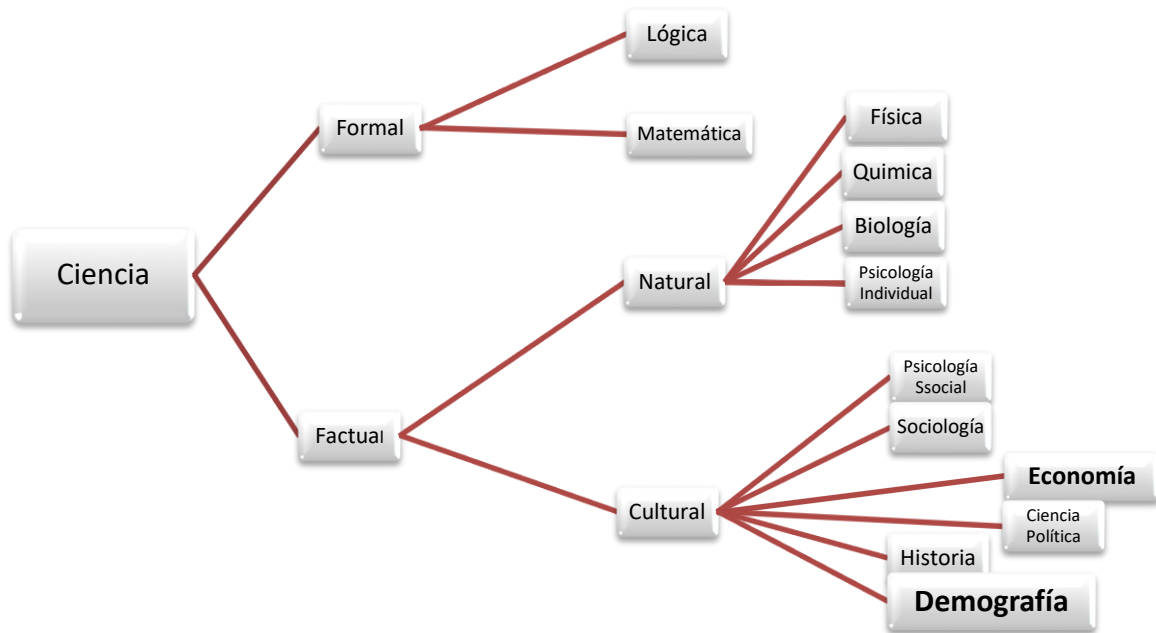 Ciencia
Formal
Lógica
Matemática
Factual
Natural
Física
Quimica
Biología
Psicología
Individual
Cultural
Psicología
Ssocial
Sociología
Economía
Ciencia
Política
Historia
Demografía